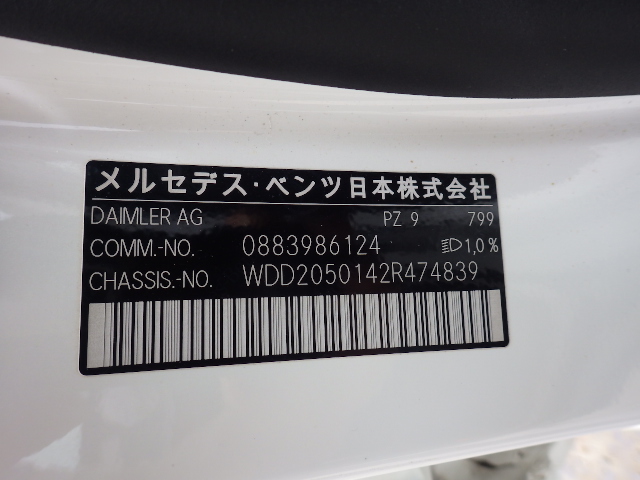 メルセデス・ベンツ日本株式会社
DAIMLER AG PZ 9 799
COMM.-NO. 0883986124 1,0%
CHASSIS.-NO. WDD2050142R474839